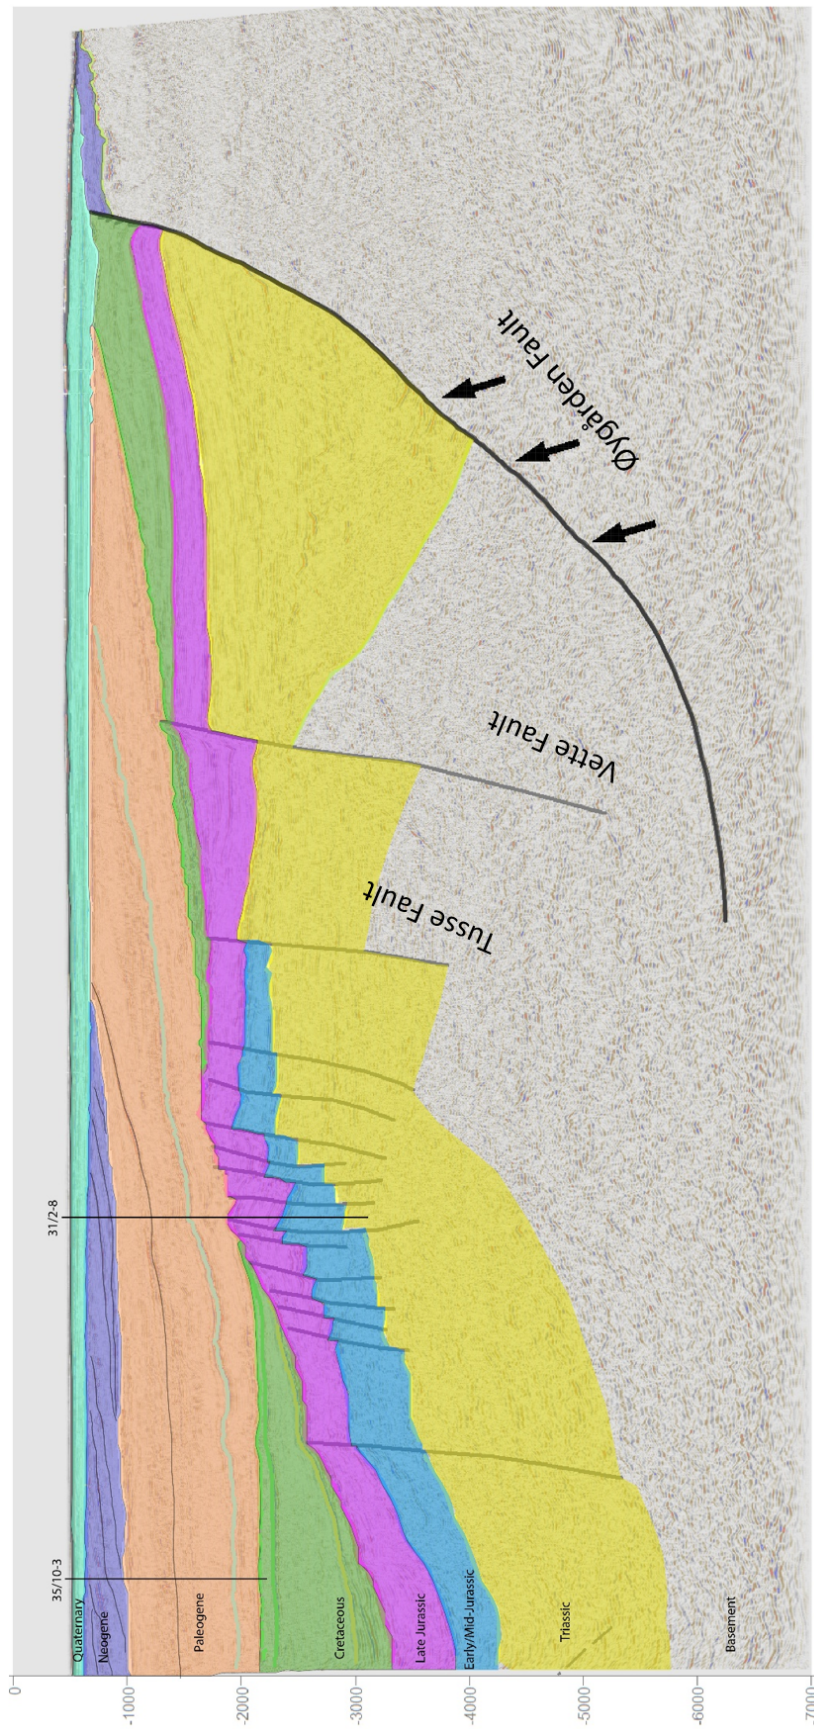 31/2-8
35/10-3
Øygården Fault
Vette Fault
Tusse Fault
Quaternary
Neogene
Paleogene
Cretaceous
Late Jurassic
Early/Mid-Jurassic
Triassic
Basement
0
-1000
-2000
-3000
-4000
-5000
-6000
-7000